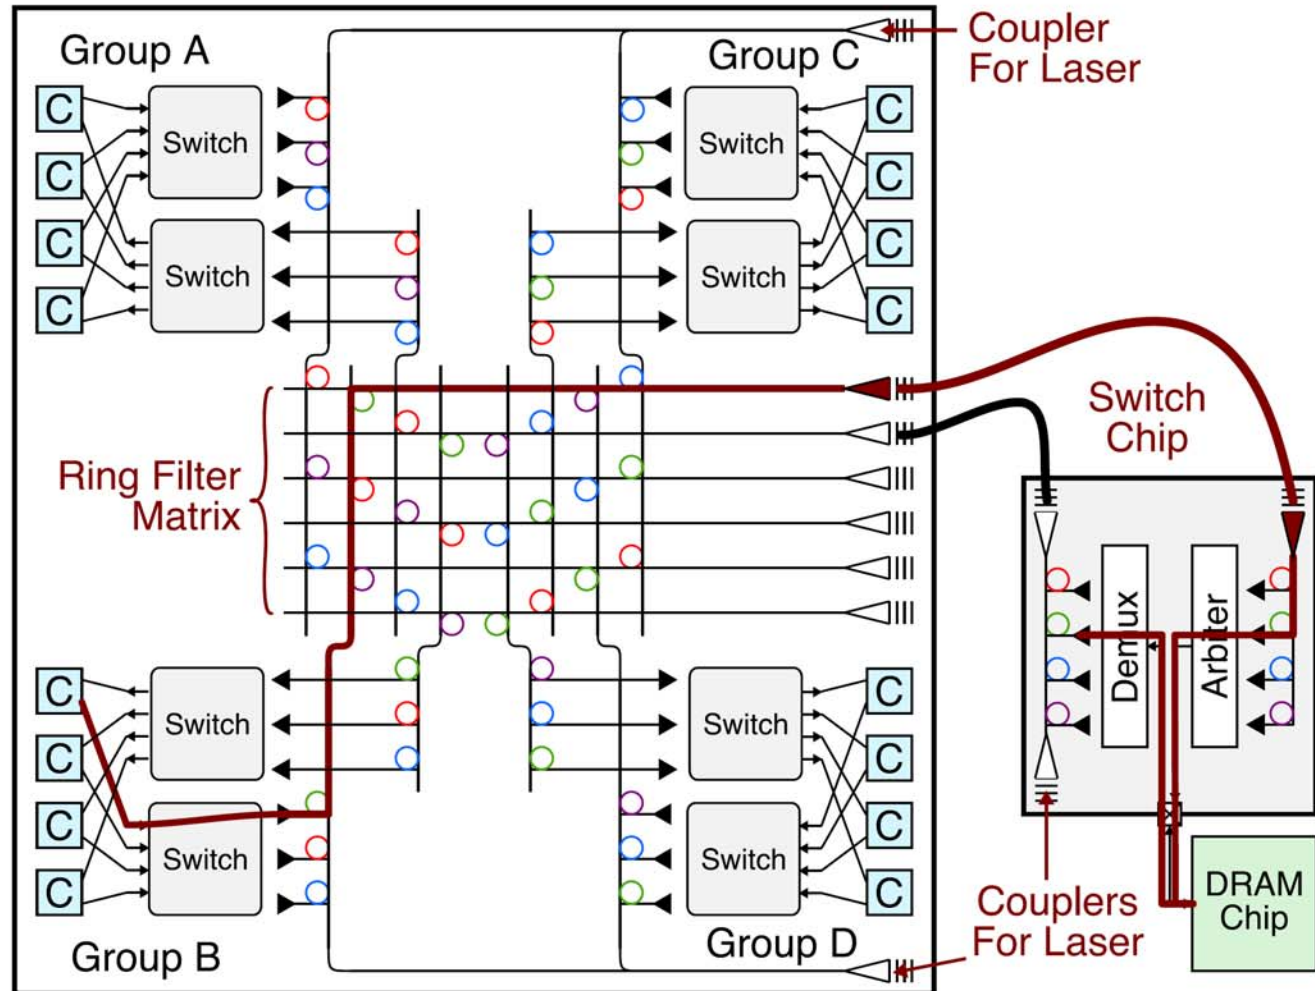 Coupler
For Laser
Group A
Group C
C
Switch
Switch
C
C
C
C
C
Switch
Switch
C
C
C
C
Switch
Chip
Ring Filter
Matrix
Demux
Arbiter
C
Switch
Switch
C
C
C
C
C
Switch
Switch
C
C
C
C
DRAM
Chip
Couplers
For Laser
Group B
Group D